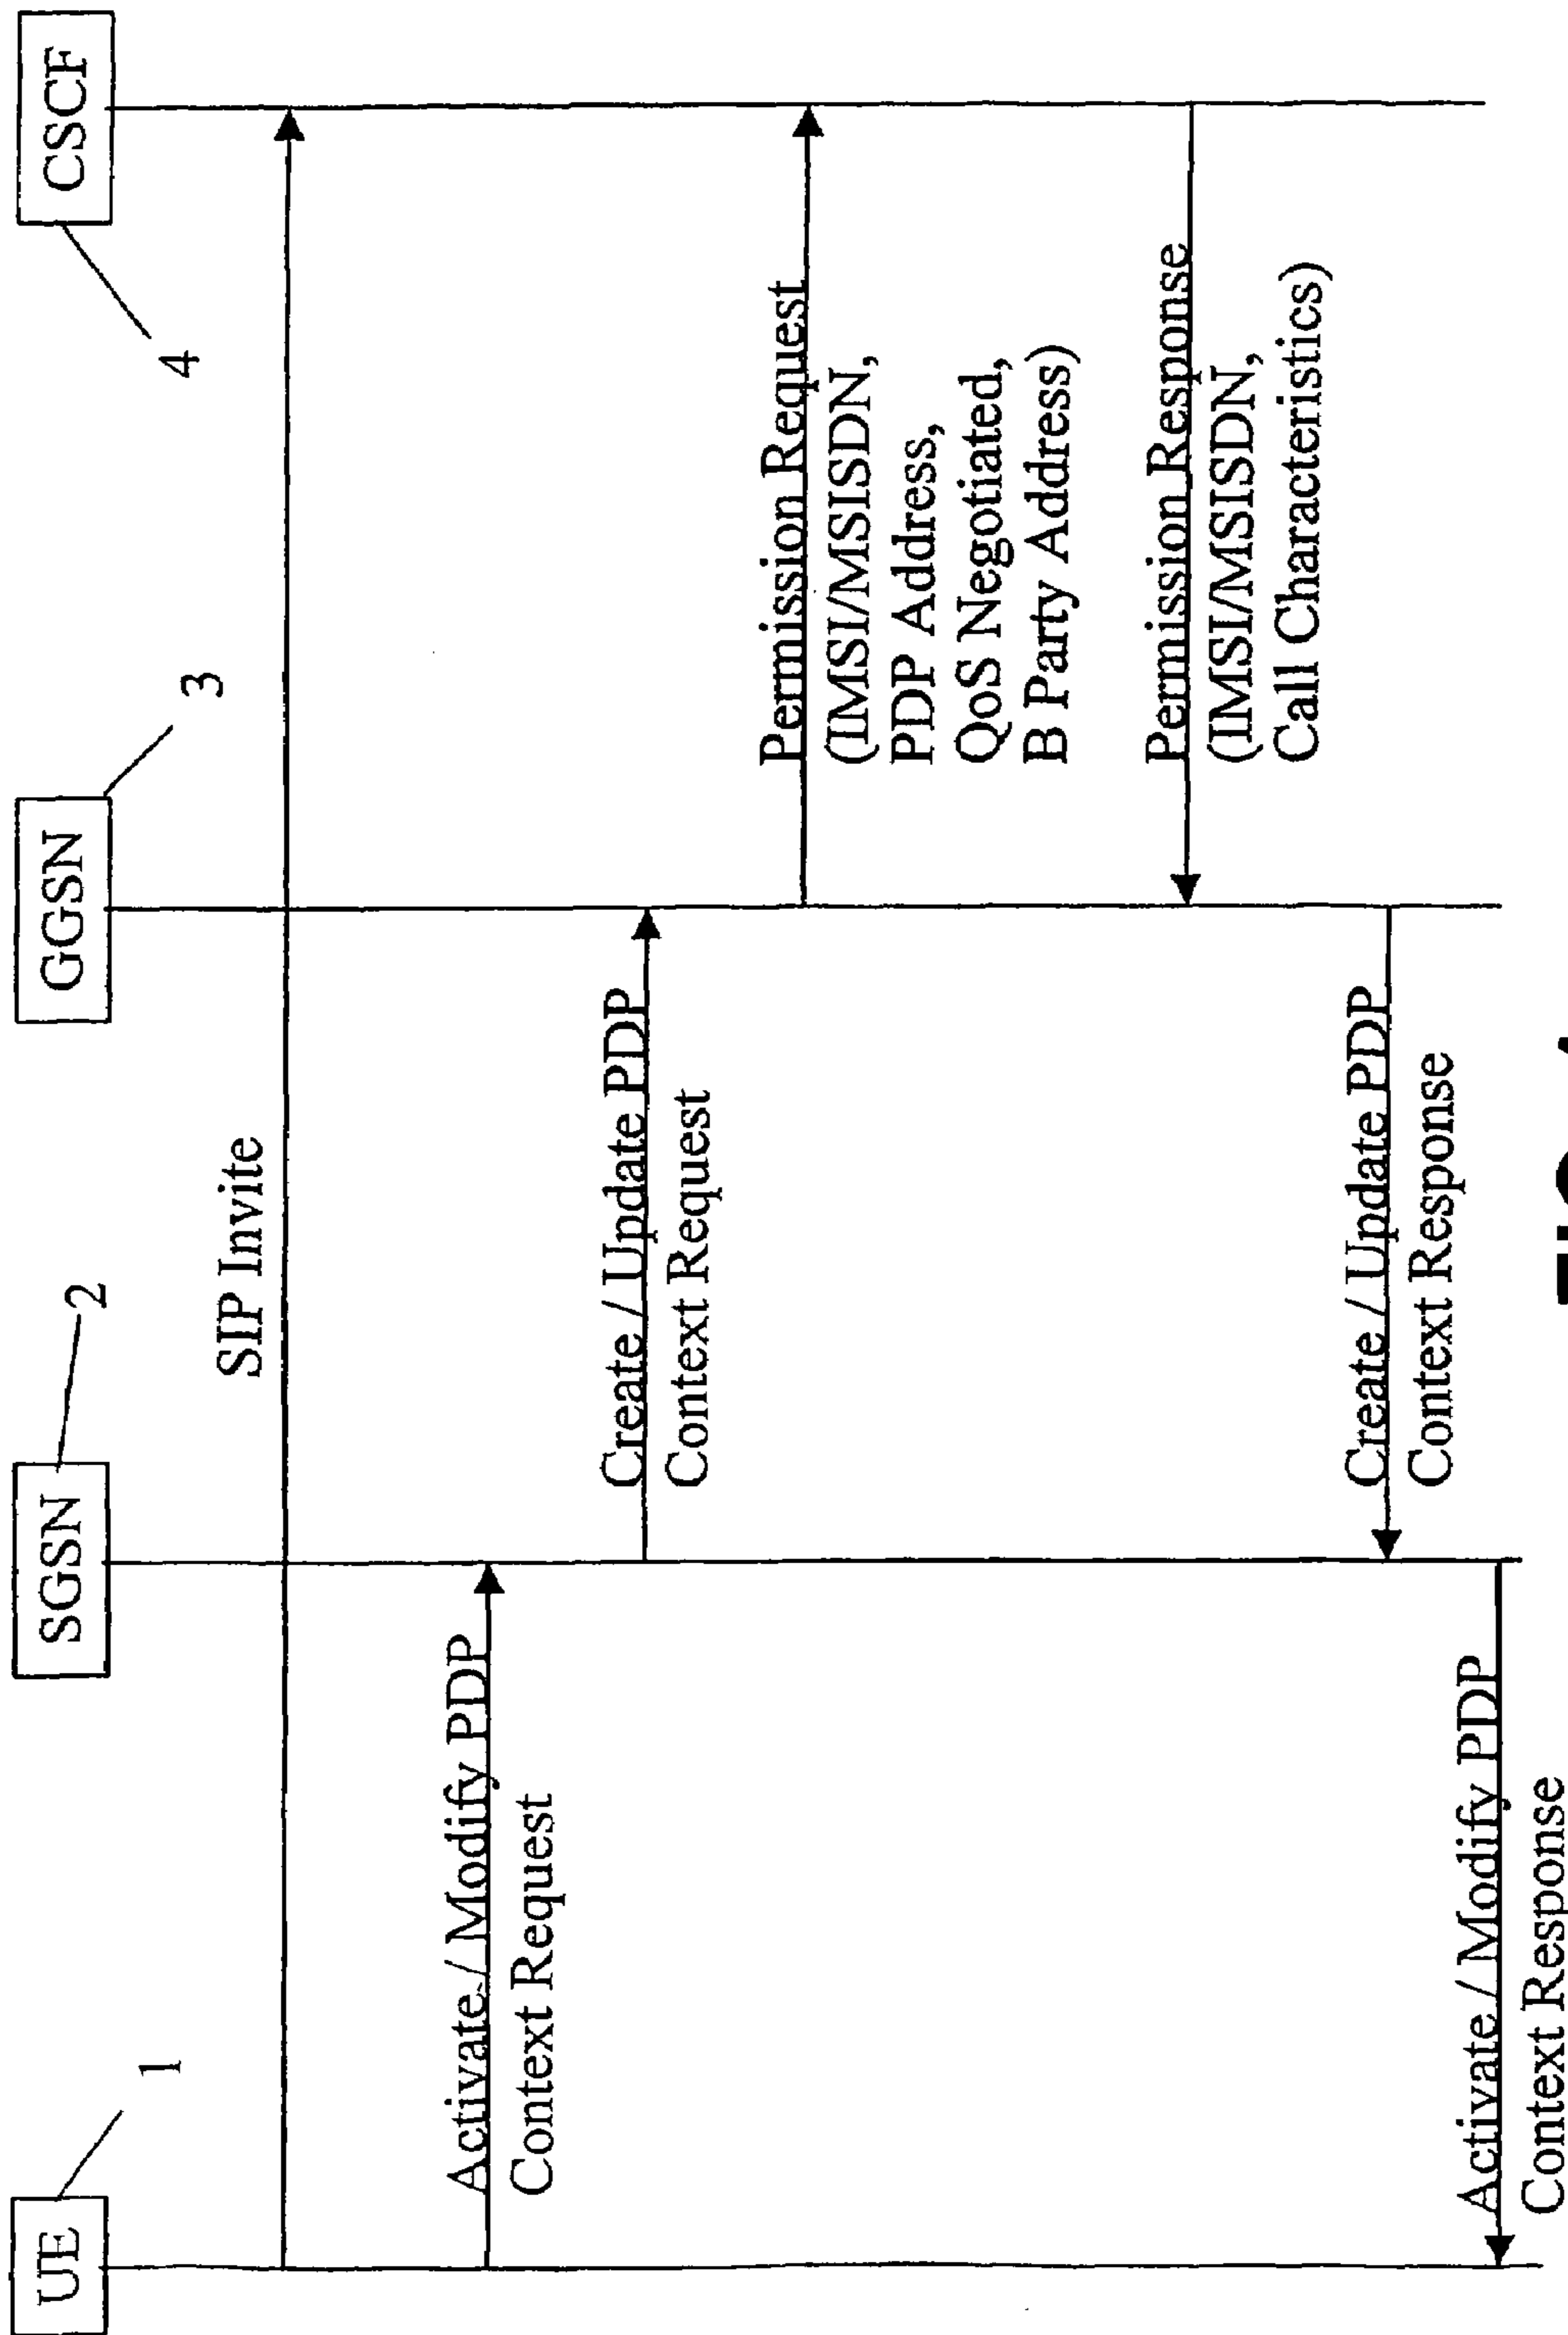 UE
SGSN
GGSN
CSCF
1
2
3
4
SIP Invite
Activate / Modify PDP
Context Request
Create / Update PDP
Context Request
Permission Request
(IMSI/MSISDN,
PDP Address,
QoS Negotiated,
B Party Address)
Permission Response
(IMSI/MSISDN,
Call Characteristics)
Create / Update PDP
Context Response
Activate / Modify PDP
Context Response